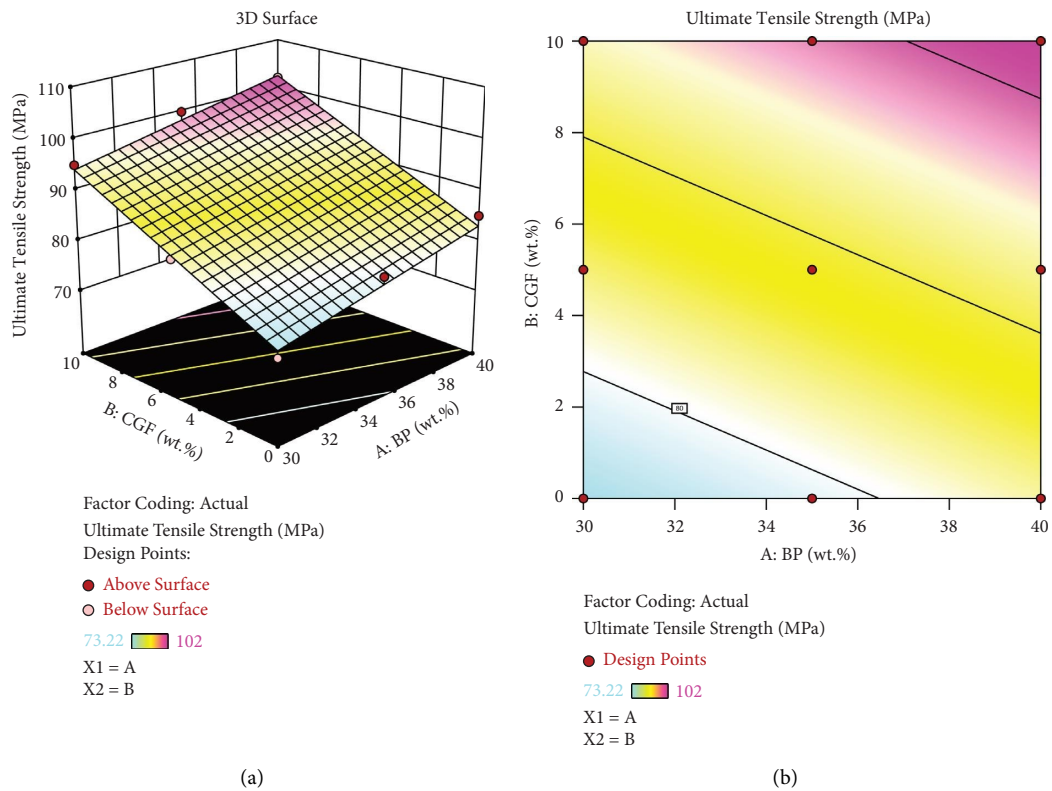 3D Surface
110
100
90
80
70
Ultimate Tensile Strength (MPa)
10
8
6
4
2
0
B: CGF (wt.%)
30
32
34
36
38
40
A: BP (wt.%)
Factor Coding: Actual
Ultimate Tensile Strength (MPa)
Design Points:
Above Surface
Below Surface
73.22 102
X1 = A
X2 = B
(a)
Ultimate Tensile Strength (MPa)
10
8
6
4
2
0
B: CGF (wt.%)
80
30 32 34 36 38 40
A: BP (wt.%)
Factor Coding: Actual
Ultimate Tensile Strength (MPa)
Design Points
73.22 102
X1 = A
X2 = B
(b)